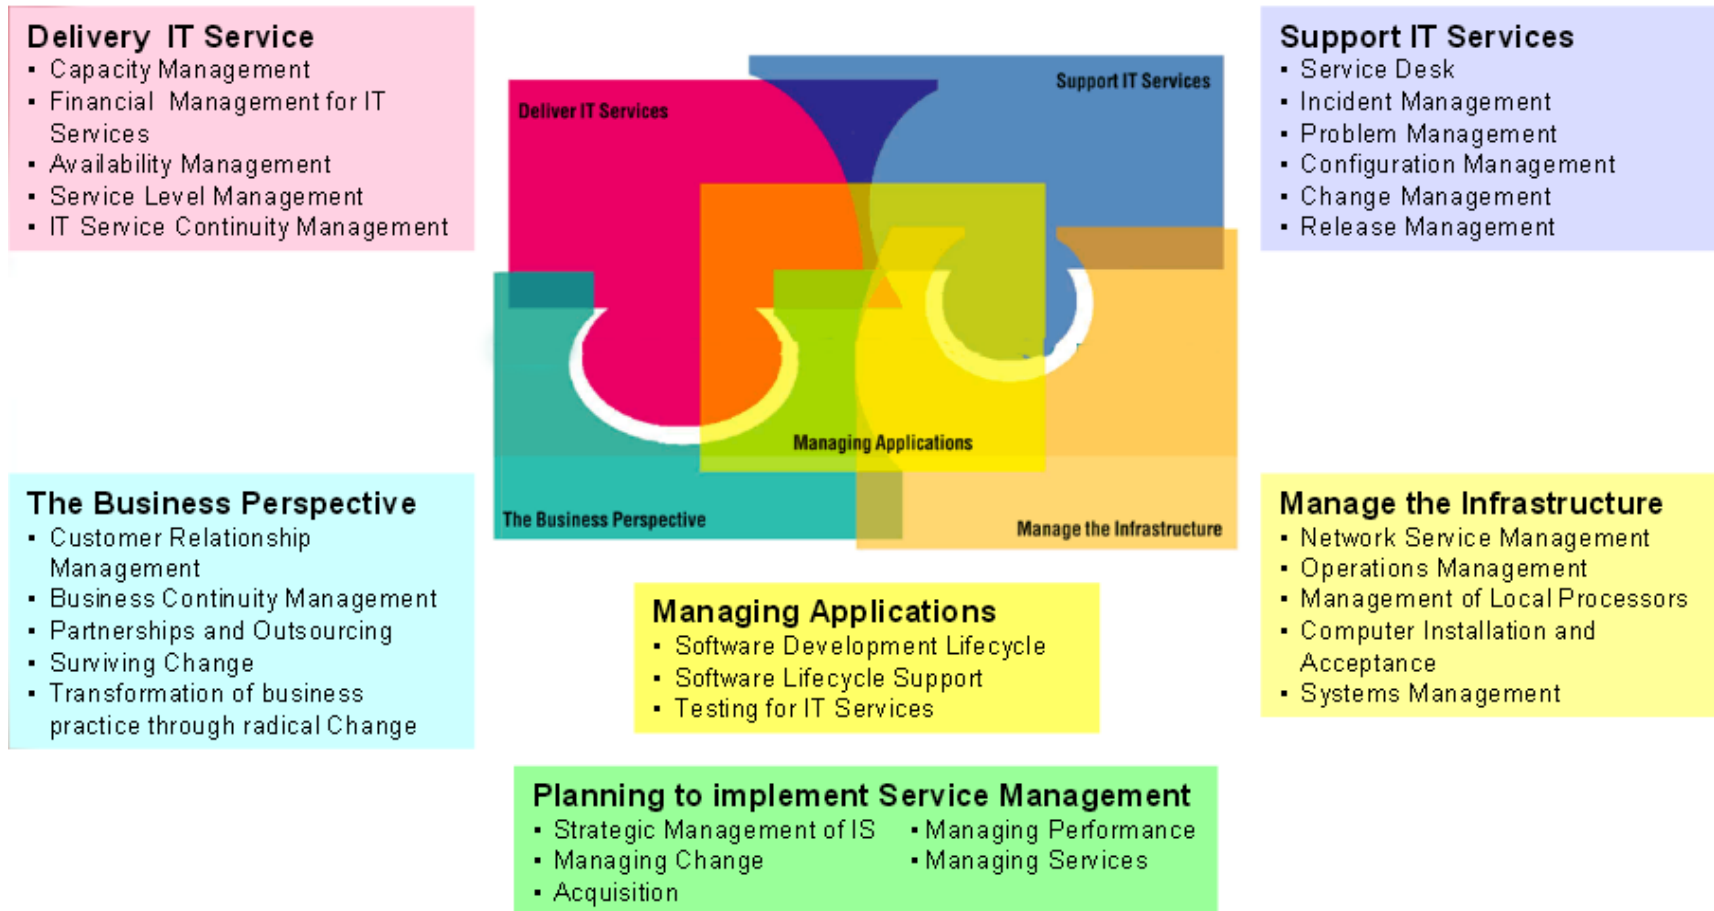 Delivery IT Service
▪ Capacity Management
▪ Financial Management for IT
Services
▪ Availability Management
▪ Service Level Management
▪ IT Service Continuity Management
Deliver IT Services
Support IT Services
Managing Applications
The Business Perspective
Manage the Infrastructure
Support IT Services
▪ Service Desk
▪ Incident Management
▪ Problem Management
▪ Configuration Management
▪ Change Management
▪ Release Management
The Business Perspective
▪ Customer Relationship
Management
▪ Business Continuity Management
▪ Partnerships and Outsourcing
▪ Surviving Change
▪ Transformation of business
practice through radical Change
Managing Applications
▪ Software Development Lifecycle
▪ Software Lifecycle Support
▪ Testing for IT Services
Manage the Infrastructure
▪ Network Service Management
▪ Operations Management
▪ Management of Local Processors
▪ Computer Installation and
Acceptance
▪ Systems Management
Planning to implement Service Management
▪ Strategic Management of IS
▪ Managing Change
▪ Acquisition
▪ Managing Performance
▪ Managing Services